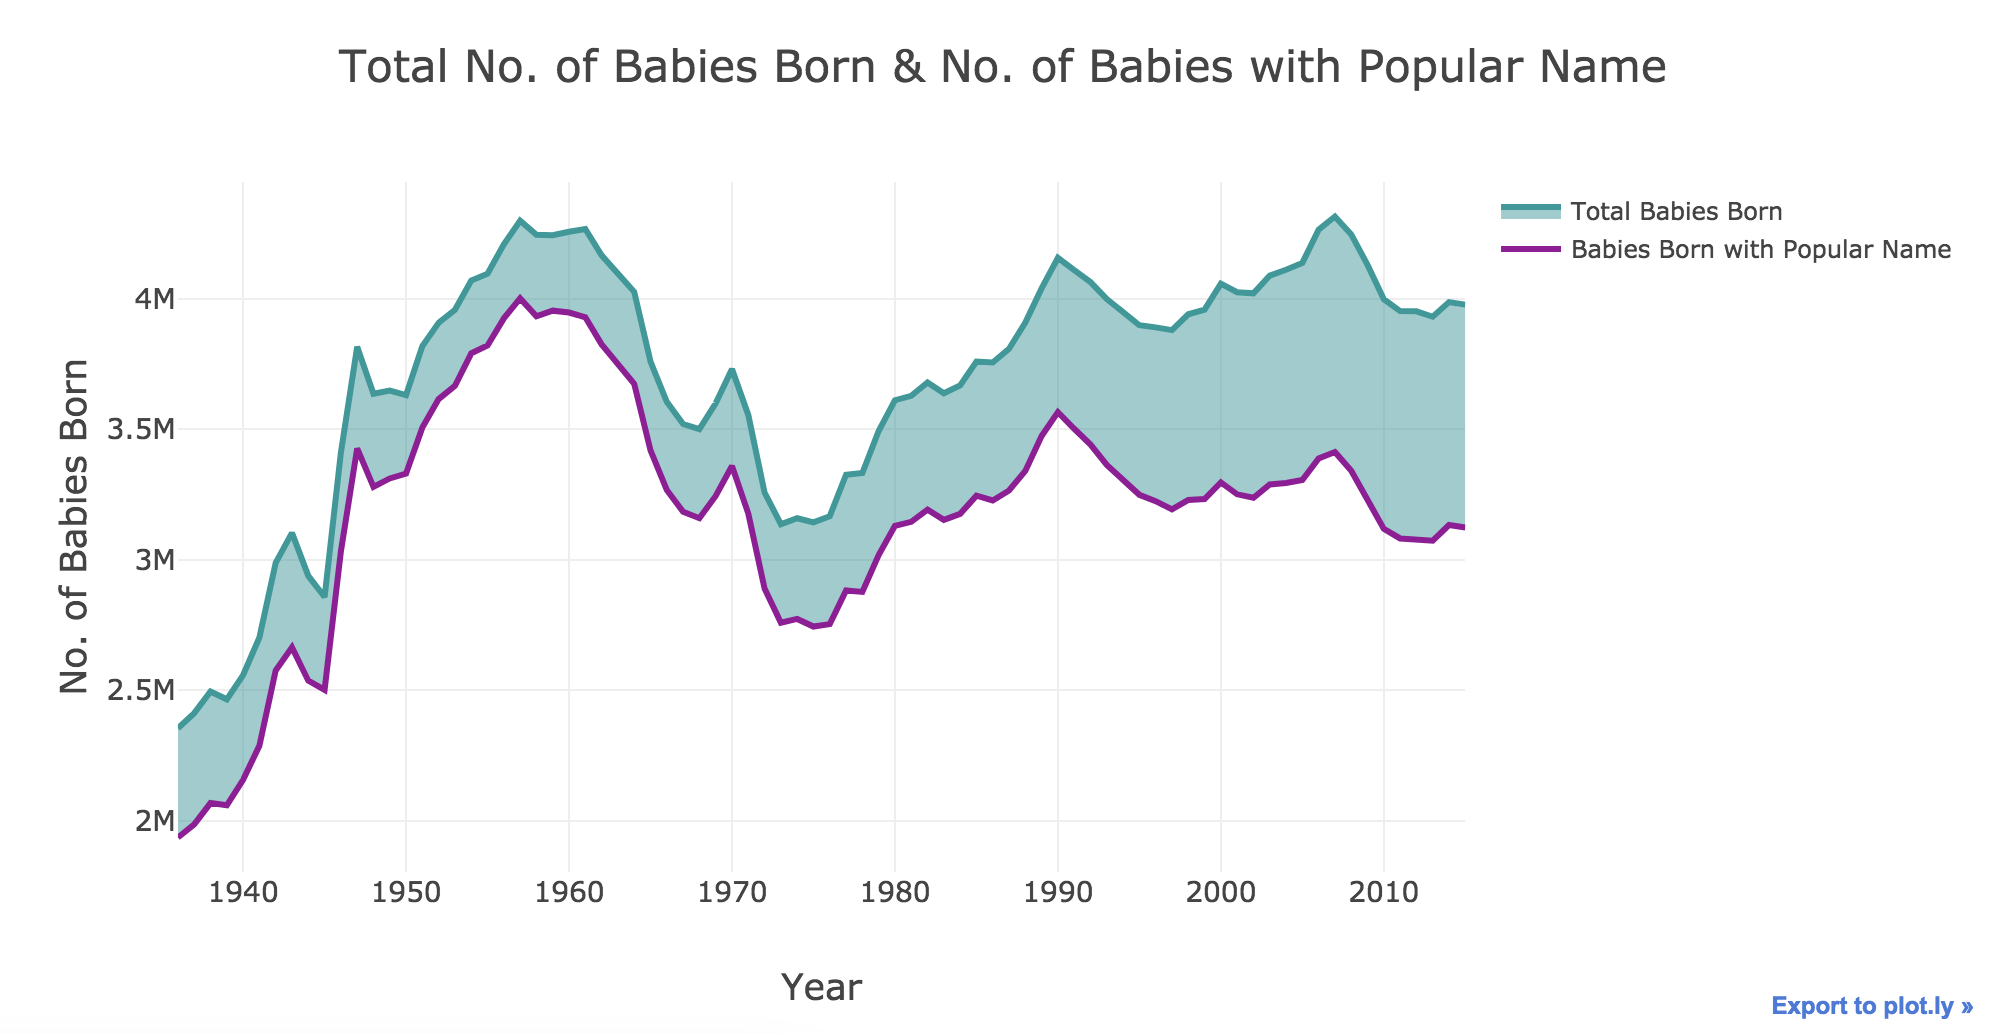 Total No. of Babies Born & No. of Babies with Popular Name
Total Babies Born
Babies Born with Popular Name
No. of Babies Born
4M
3.5M
3M
2.5M
2M
1940 1950 1960 1970 1980 1990 2000 2010
Year
Export to plot.ly »